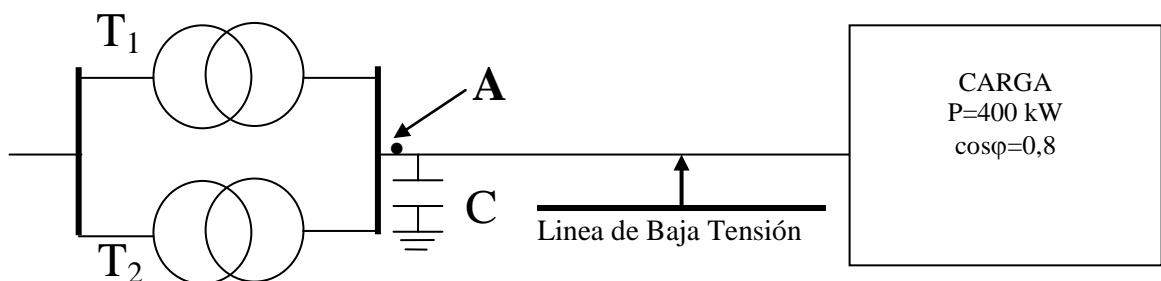 T₁
A
CARGA
P=400 kW
cosφ=0,8
C
Linea de Baja Tensión
T₂